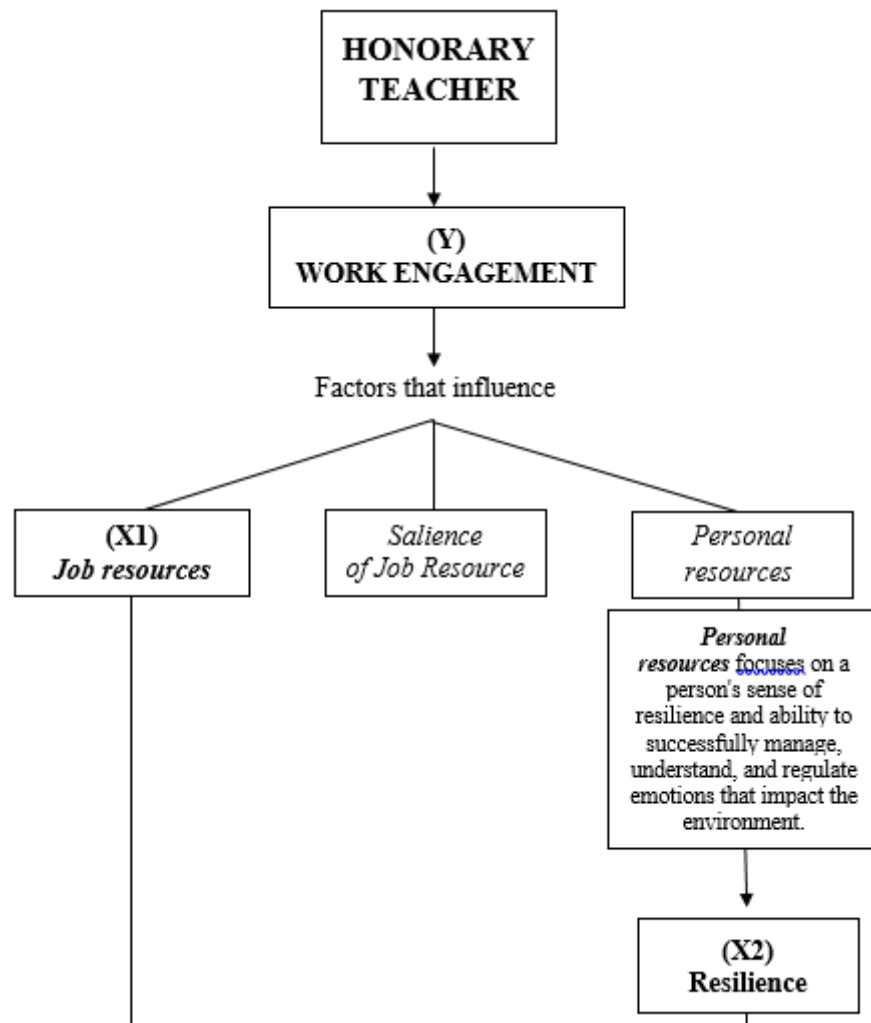 HONORARY
TEACHER
(Y)
WORK ENGAGEMENT
Factors that influence
(X1)
Job resources
Salience
of Job Resource
Personal
resources
Personal
resources focuses on a
person's sense of
resilience and ability to
successfully manage,
understand, and regulate
emotions that impact the
environment.
(X2)
Resilience